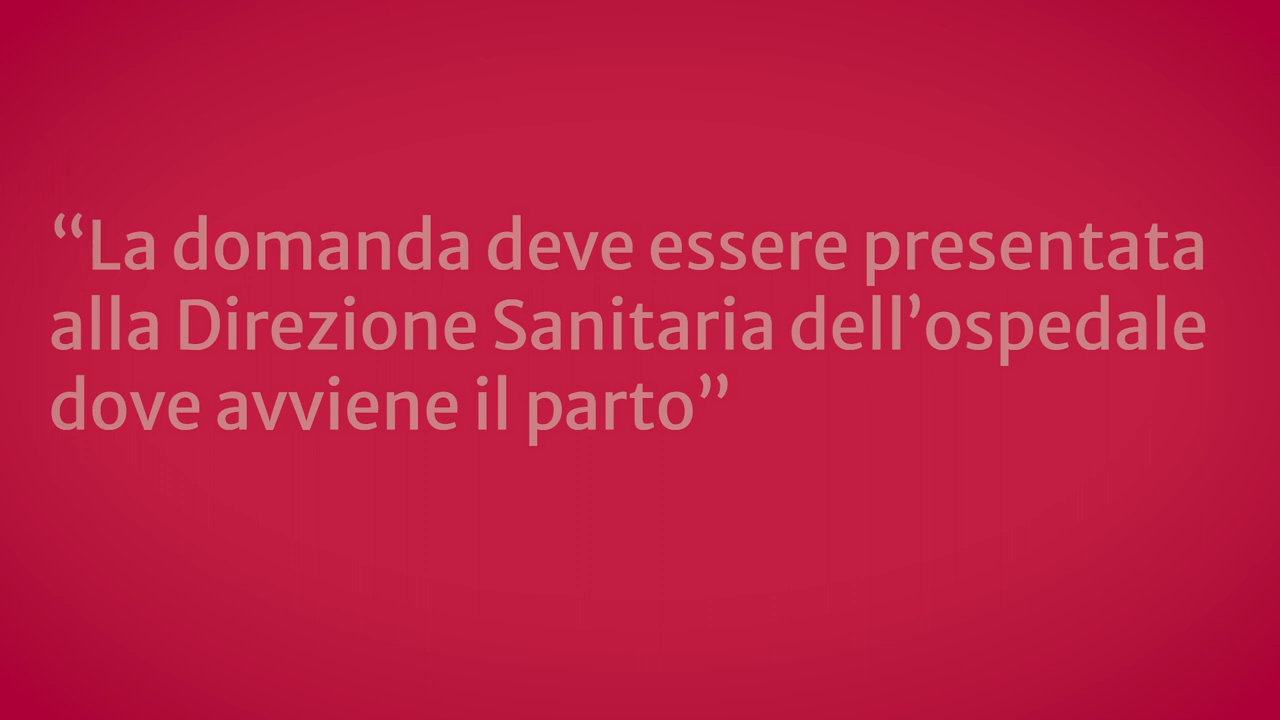 “La domanda deve essere presentata
alla Direzione Sanitaria dell’ospedale
dove avviene il parto”